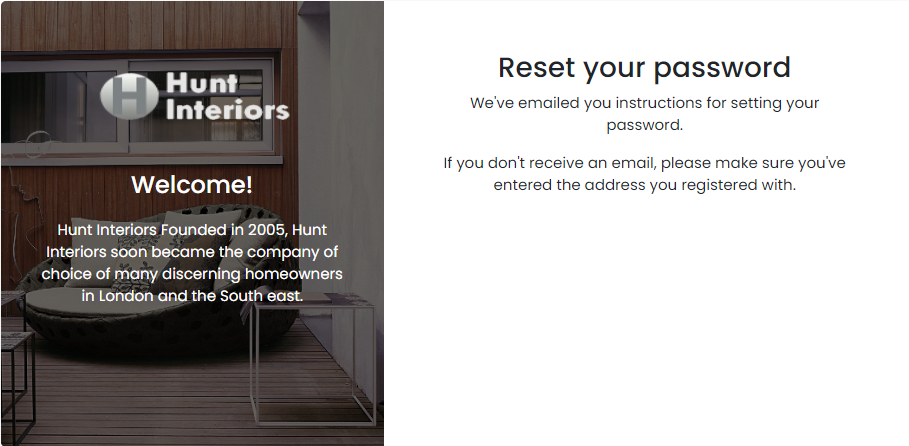 H Hunt
Interiors
Welcome!
Hunt Interiors Founded in 2005, Hunt
Interiors soon became the company of
choice of many discerning homeowners
in London and the South east.
Reset your password
We've emailed you instructions for setting your
password.
If you don't receive an email, please make sure you've
entered the address you registered with.